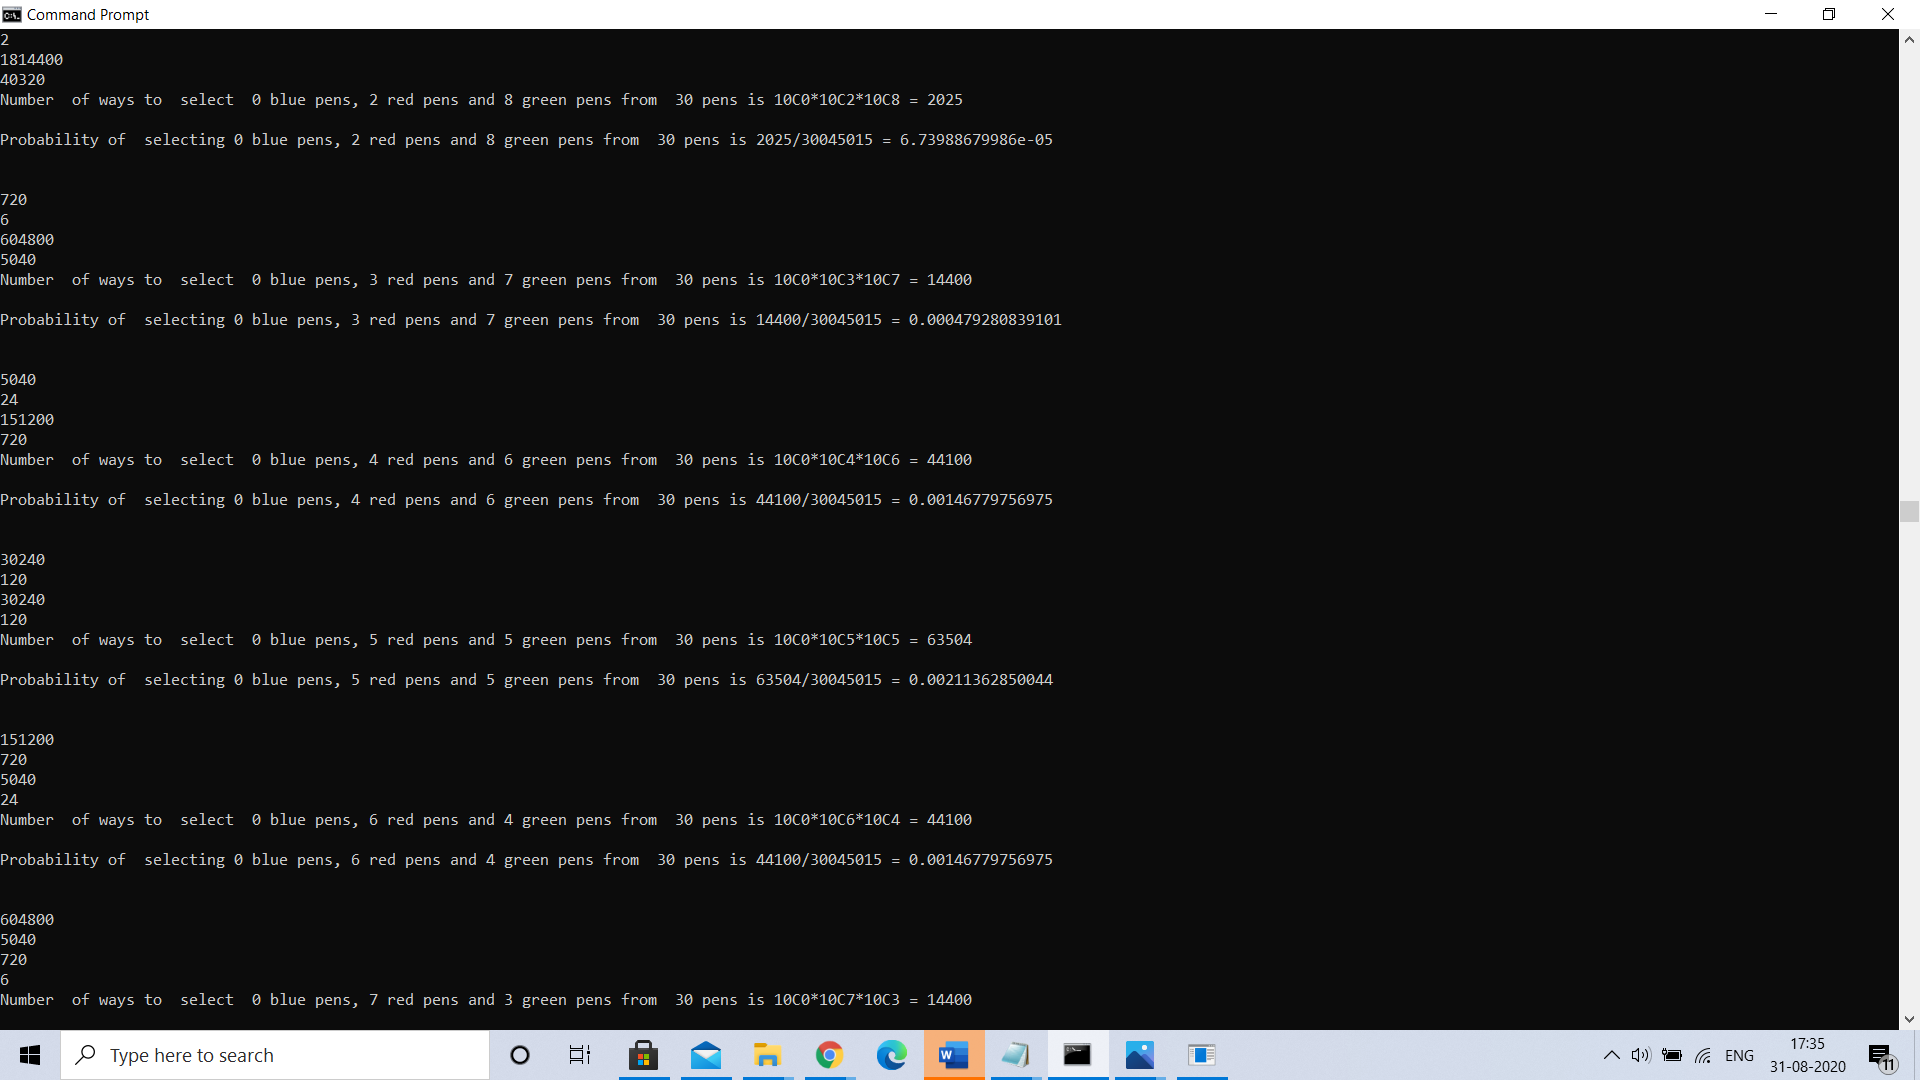 Command Prompt
2
1814400
40320
Number  of ways to  select  0 blue pens, 2 red pens and 8 green pens from  30 pens is 10C0*10C2*10C8 = 2025
Probability of  selecting 0 blue pens, 2 red pens and 8 green pens from  30 pens is 2025/30045015 = 6.73988679986e-05
720
6
604800
5040
Number  of ways to  select  0 blue pens, 3 red pens and 7 green pens from  30 pens is 10C0*10C3*10C7 = 14400
Probability of  selecting 0 blue pens, 3 red pens and 7 green pens from  30 pens is 14400/30045015 = 0.000479280839101
5040
24
151200
720
Number  of ways to  select  0 blue pens, 4 red pens and 6 green pens from  30 pens is 10C0*10C4*10C6 = 44100
Probability of  selecting 0 blue pens, 4 red pens and 6 green pens from  30 pens is 44100/30045015 = 0.00146779756975
30240
120
30240
120
Number  of ways to  select  0 blue pens, 5 red pens and 5 green pens from  30 pens is 10C0*10C5*10C5 = 63504
Probability of  selecting 0 blue pens, 5 red pens and 5 green pens from  30 pens is 63504/30045015 = 0.00211362850044
151200
720
5040
24
Number  of ways to  select  0 blue pens, 6 red pens and 4 green pens from  30 pens is 10C0*10C6*10C4 = 44100
Probability of  selecting 0 blue pens, 6 red pens and 4 green pens from  30 pens is 44100/30045015 = 0.00146779756975
604800
5040
720
6
Number  of ways to  select  0 blue pens, 7 red pens and 3 green pens from  30 pens is 10C0*10C7*10C3 = 14400
Type here to search
ENG
17:35
31-08-2020
11